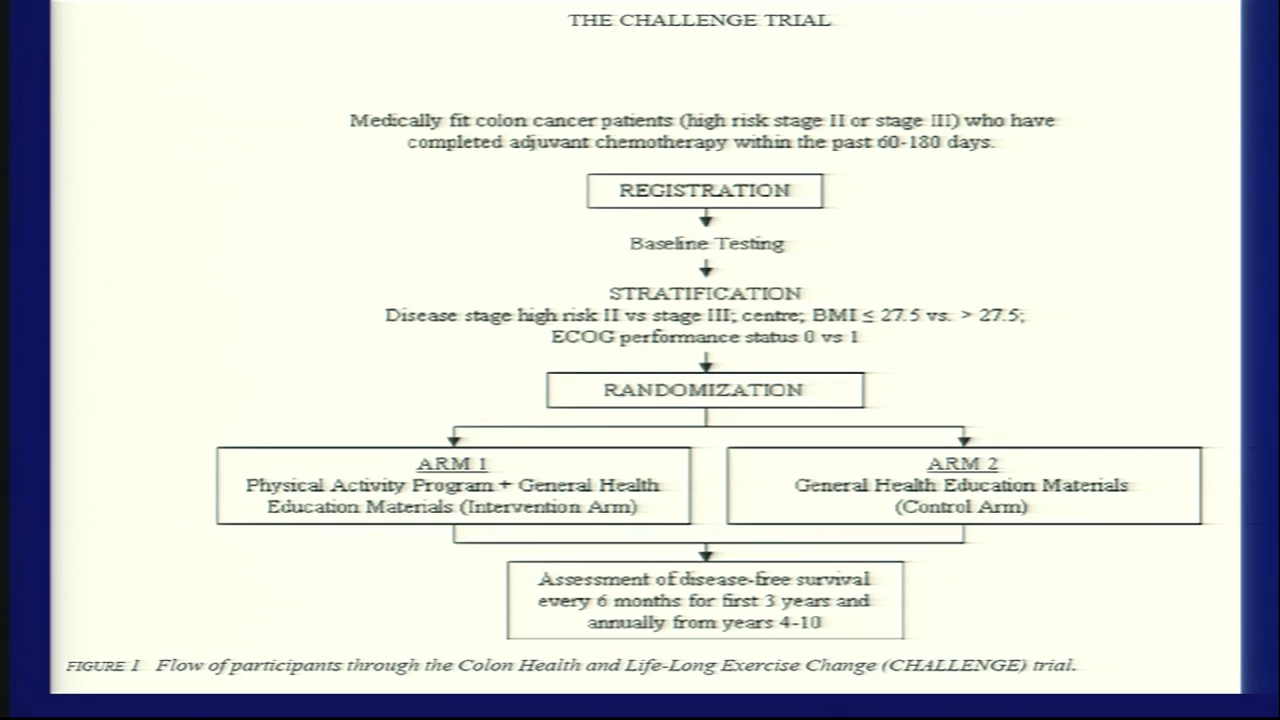 THE CHALLENGE TRIAL
Medically fit colon cancer patients (high risk stage II or stage III) who have
completed adjuvant chemotherapy within the past 60-180 days.
REGISTRATION
Baseline Testing
STRATIFICATION
Disease stage high risk II vs stage III; centre; BMI ≤ 27.5 vs. > 27.5;
ECOG performance status 0 vs 1
RANDOMIZATION
ARM 1
Physical Activity Program + General Health
Education Materials (Intervention Arm)
ARM 2
General Health Education Materials
(Control Arm)
Assessment of disease-free survival
every 6 months for first 3 years and
annually from years 4-10
FIGURE 1 Flow of participants through the Colon Health and Life-Long Exercise Change (CHALLENGE) trial.